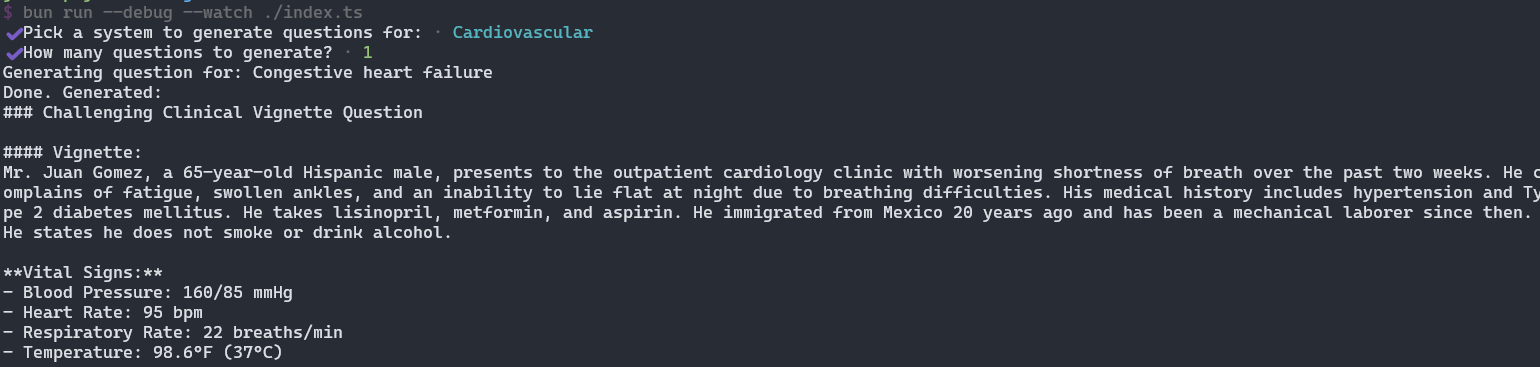 $ bun run --debug --watch ./index.ts
✔Pick a system to generate questions for: · Cardiovascular
✔How many questions to generate? · 1
Generating question for: Congestive heart failure
Done. Generated:
### Challenging Clinical Vignette Question
#### Vignette:
Mr. Juan Gomez, a 65-year-old Hispanic male, presents to the outpatient cardiology clinic with worsening shortness of breath over the past two weeks. He c
omplains of fatigue, swollen ankles, and an inability to lie flat at night due to breathing difficulties. His medical history includes hypertension and Ty
pe 2 diabetes mellitus. He takes lisinopril, metformin, and aspirin. He immigrated from Mexico 20 years ago and has been a mechanical laborer since then.
He states he does not smoke or drink alcohol.
**Vital Signs:**
- Blood Pressure: 160/85 mmHg
- Heart Rate: 95 bpm
- Respiratory Rate: 22 breaths/min
- Temperature: 98.6°F (37°C)